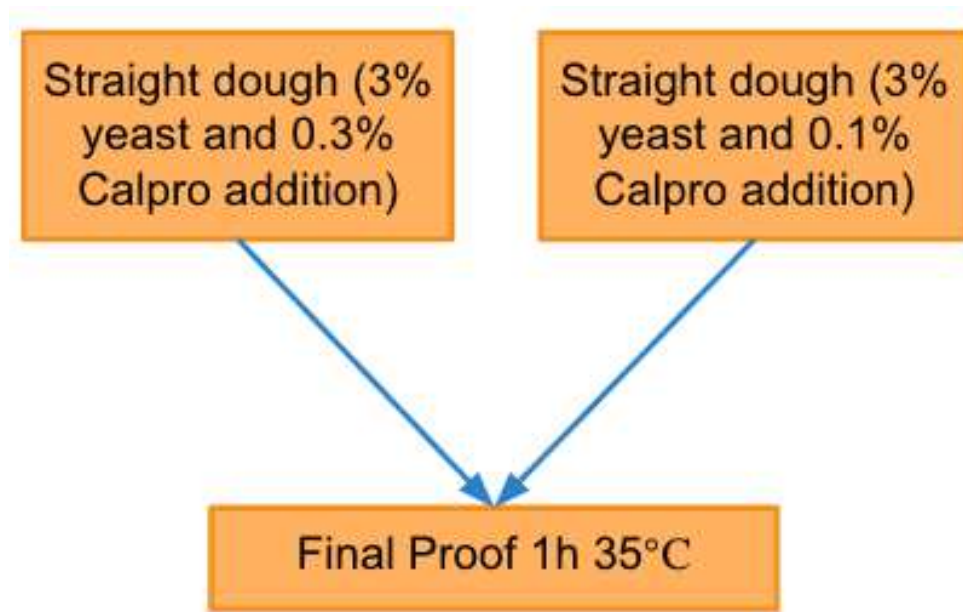 Straight dough (3%
yeast and 0.3%
Calpro addition)
Straight dough (3%
yeast and 0.1%
Calpro addition)
Final Proof 1h 35°C